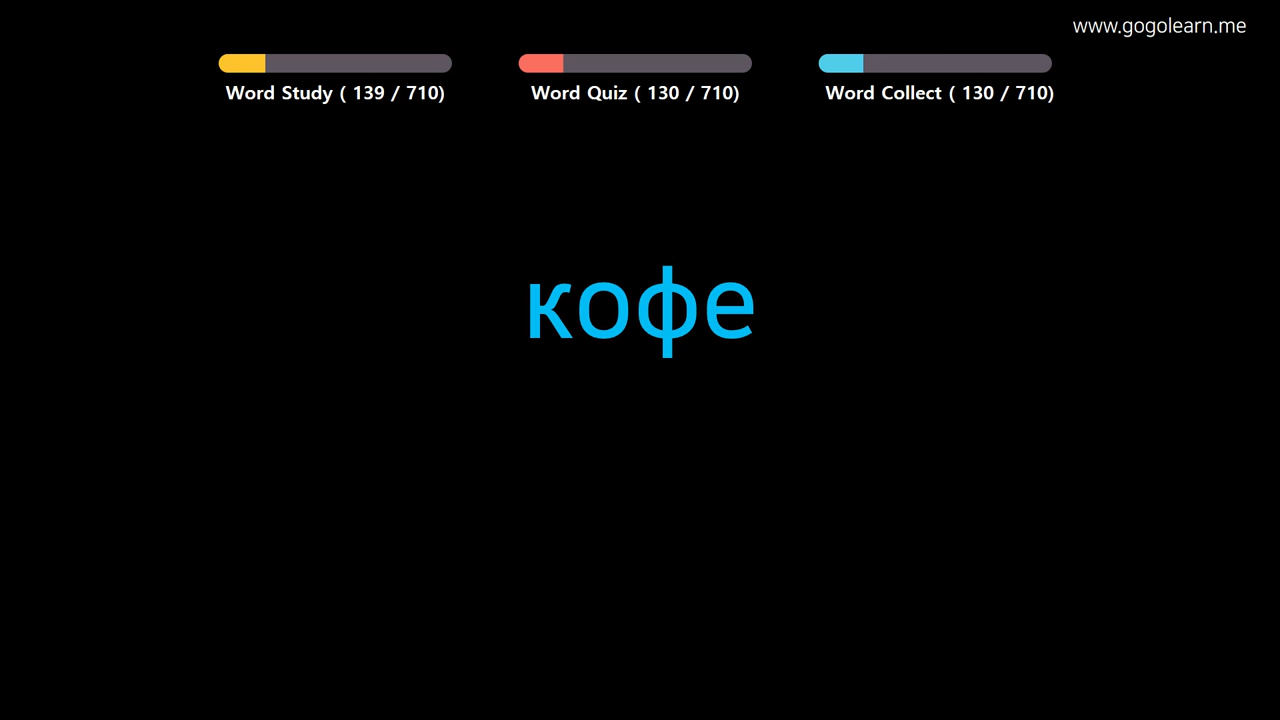 www.gogolearn.me
Word Study ( 139 / 710)
Word Quiz ( 130 / 710)
Word Collect ( 130 / 710)
кофе